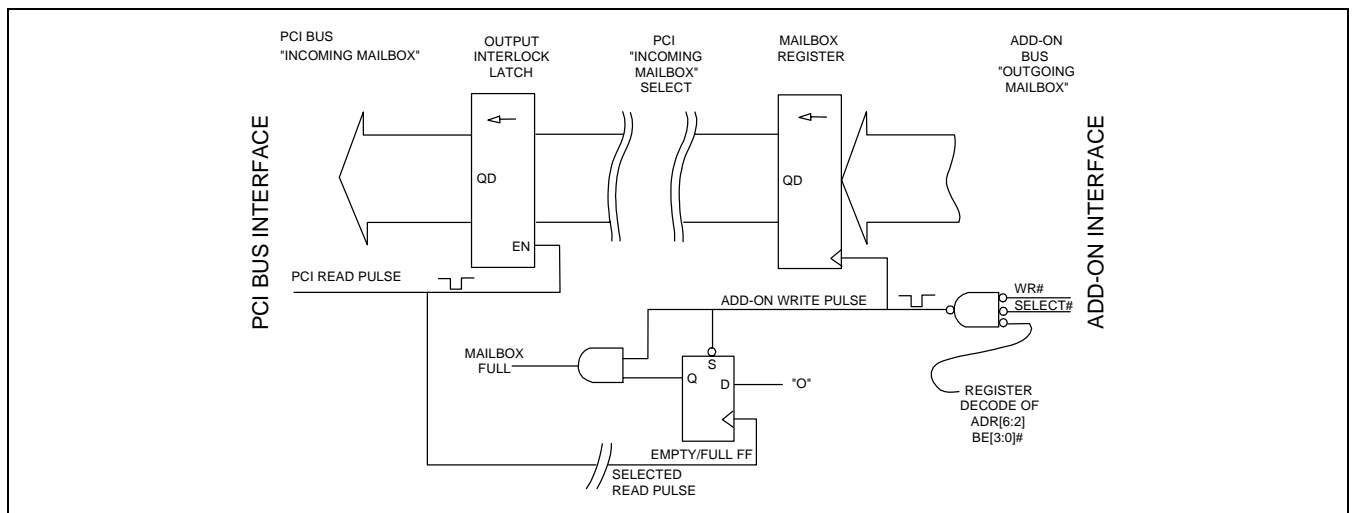 PCI BUS
"INCOMING MAILBOX"
OUTPUT
INTERLOCK
LATCH
PCI
"INCOMING
MAILBOX"
SELECT
MAILBOX
REGISTER
ADD-ON
BUS
"OUTGOING
MAILBOX"
PCI BUS INTERFACE
ADD-ON INTERFACE
QD
EN
QD
PCI READ PULSE
ADD-ON WRITE PULSE
WR#
SELECT#
MAILBOX
FULL
S
Q
D
"O"
REGISTER
DECODE OF
ADR[6:2]
BE[3:0]#
EMPTY/FULL FF
SELECTED
READ PULSE